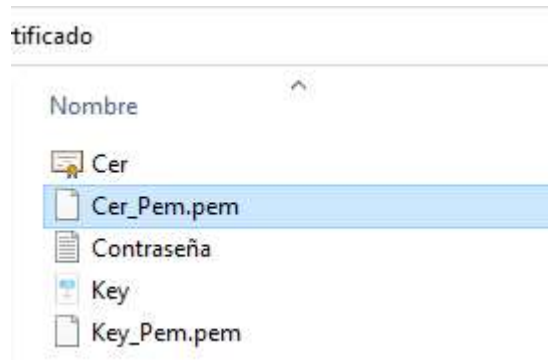 tificado
Nombre
Cer
Cer_Pem.pem
Contraseña
Key
Key_Pem.pem